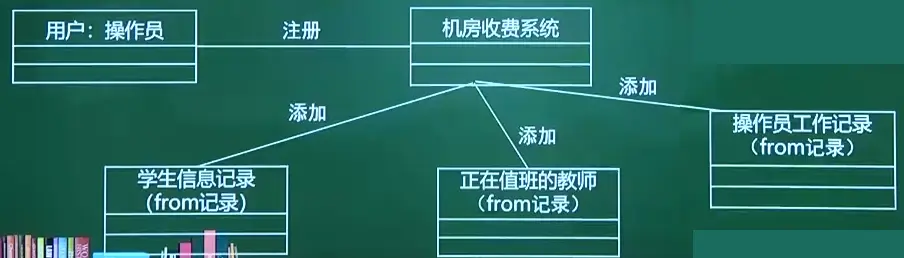 用户：操作员
注册
机房收费系统
添加
添加
添加
操作员工作记录
（from记录）
学生信息记录
(from记录)
正在值班的教师
（from记录）